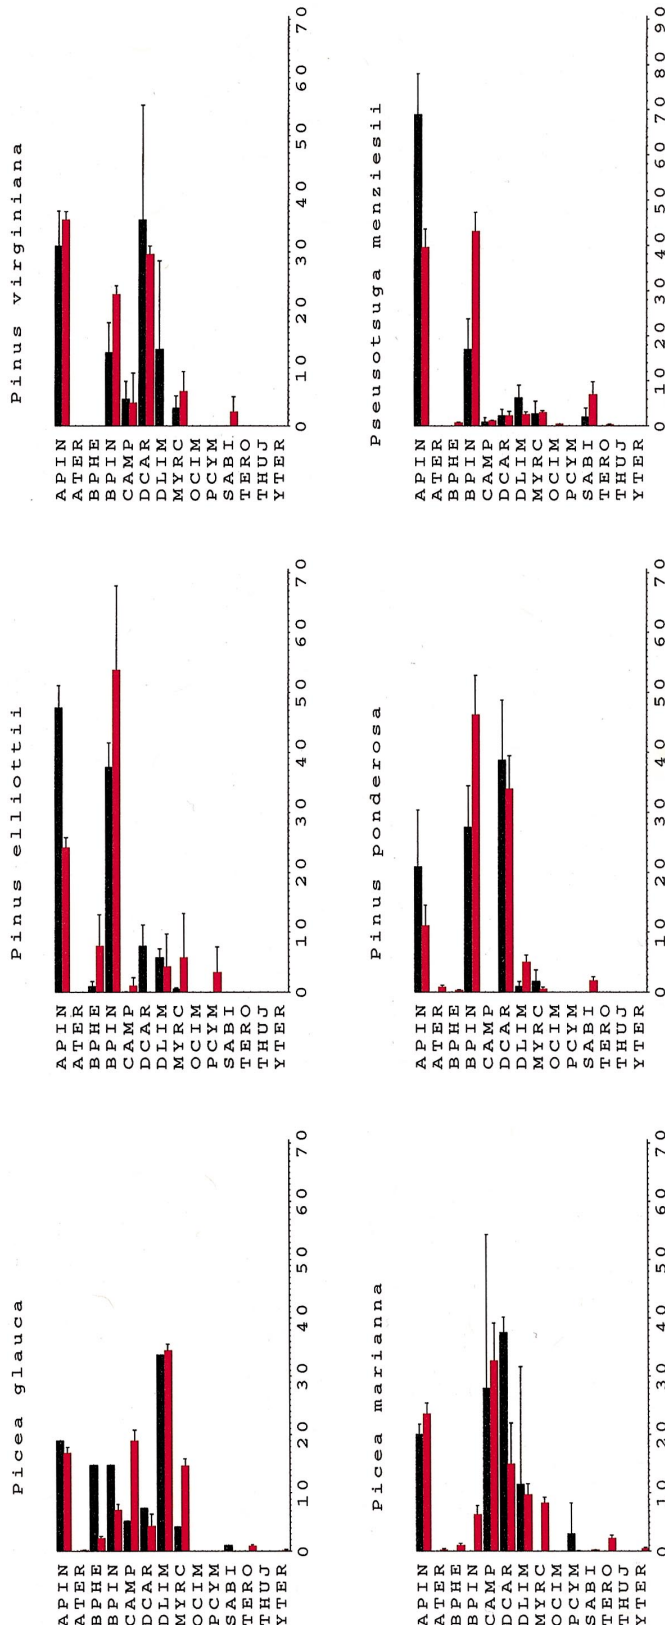 Picea glauca
APIN
ATER
BPHE
BPIN
CAMP
DCAR
DLIM
MYRC
OCIM
PCYM
SABI
TERO
THUJ
YTER
0 10 20 30 40 50 60 70
Pinus elliottii
APIN
ATER
BPHE
BPIN
CAMP
DCAR
DLIM
MYRC
OCIM
PCYM
SABI
TERO
THUJ
YTER
0 10 20 30 40 50 60 70
Pinus virginiana
APIN
ATER
BPHE
BPIN
CAMP
DCAR
DLIM
MYRC
OCIM
PCYM
SABI
TERO
THUJ
YTER
0 10 20 30 40 50 60 70
Picea marianna
APIN
ATER
BPHE
BPIN
CAMP
DCAR
DLIM
MYRC
OCIM
PCYM
SABI
TERO
THUJ
YTER
0 10 20 30 40 50 60 70
Pinus ponderosa
APIN
ATER
BPHE
BPIN
CAMP
DCAR
DLIM
MYRC
OCIM
PCYM
SABI
TERO
THUJ
YTER
0 10 20 30 40 50 60 70
Pseusotsuga menziesii
APIN
ATER
BPHE
BPIN
CAMP
DCAR
DLIM
MYRC
OCIM
PCYM
SABI
TERO
THUJ
YTER
0 10 20 30 40 50 60 70 80 90